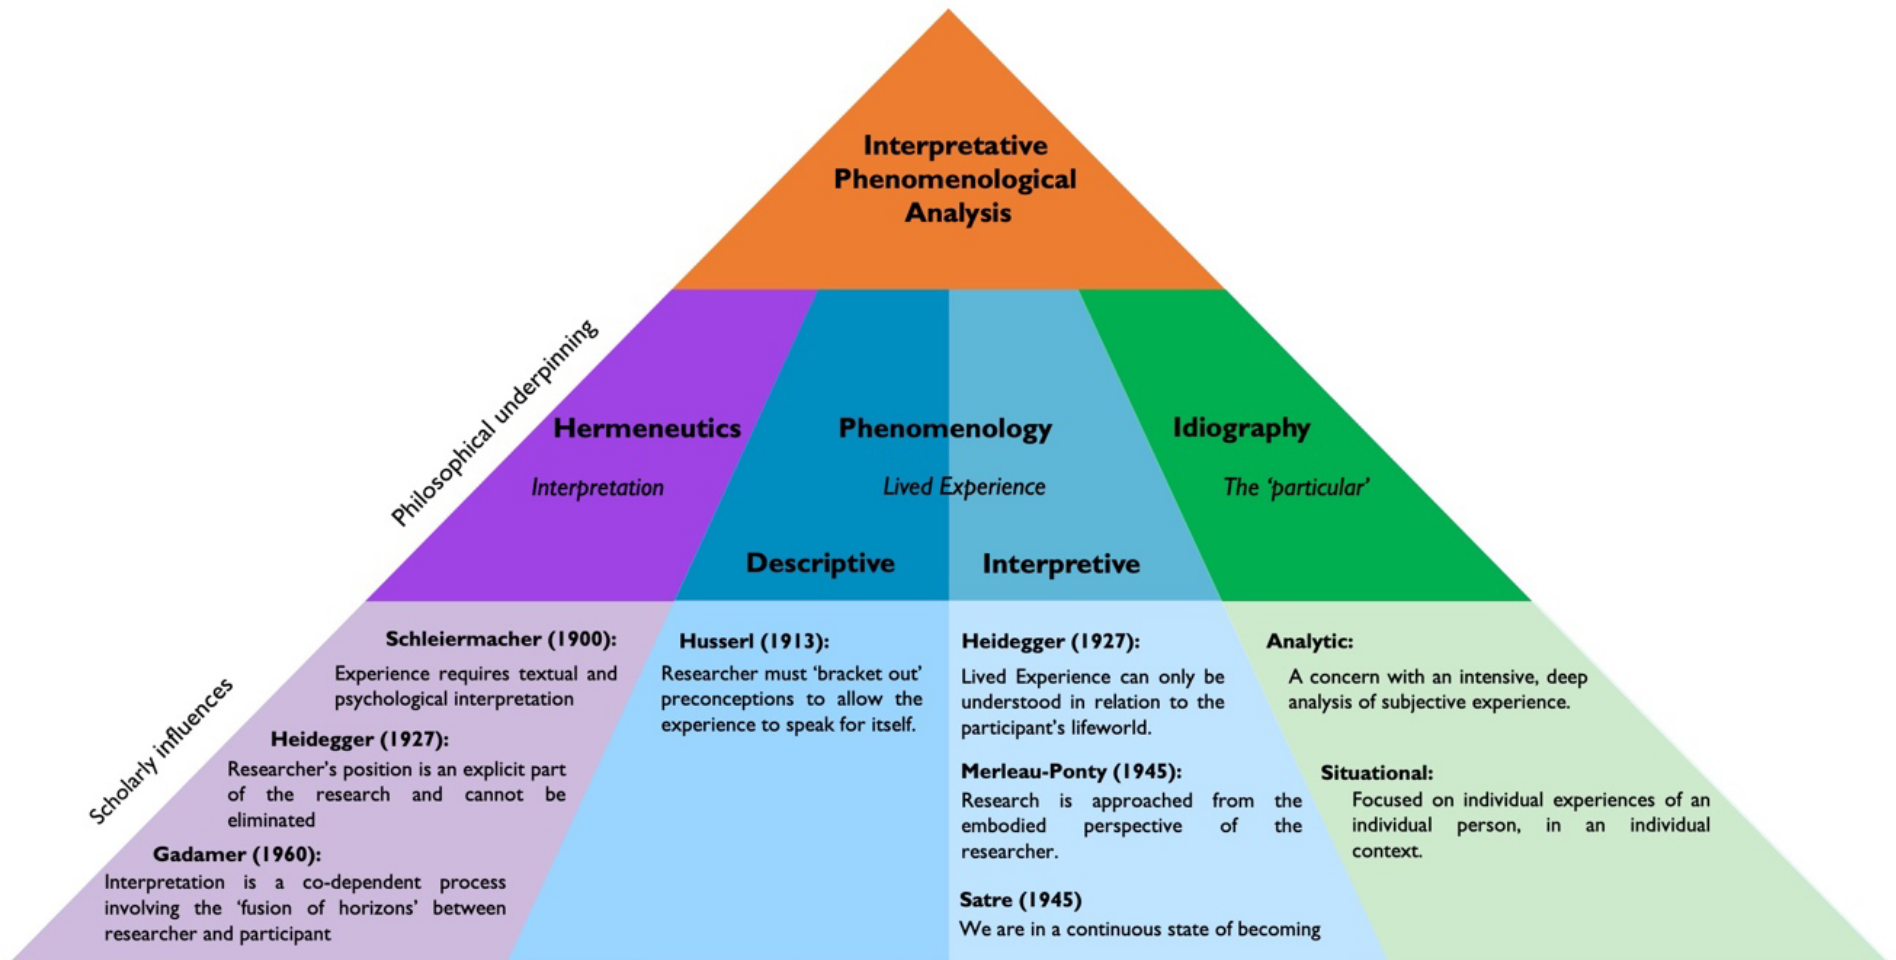 Interpretative
Phenomenological
Analysis
Philosophical underpinning
Hermeneutics
Interpretation
Phenomenology
Lived Experience
Descriptive
Interpretive
Idiography
The ‘particular’
Scholarly influences
Schleiermacher (1900):
Experience requires textual and
psychological interpretation
Heidegger (1927):
Researcher’s position is an explicit part
of the research and cannot be
eliminated
Gadamer (1960):
Interpretation is a co-dependent process
involving the ‘fusion of horizons’ between
researcher and participant
Husserl (1913):
Researcher must ‘bracket out’
preconceptions to allow the
experience to speak for itself.
Heidegger (1927):
Lived Experience can only be
understood in relation to the
participant’s lifeworld.
Merleau-Ponty (1945):
Research is approached from the
embodied perspective of the
researcher.
Satre (1945)
We are in a continuous state of becoming
Analytic:
A concern with an intensive, deep
analysis of subjective experience.
Situational:
Focused on individual experiences of an
individual person, in an individual
context.